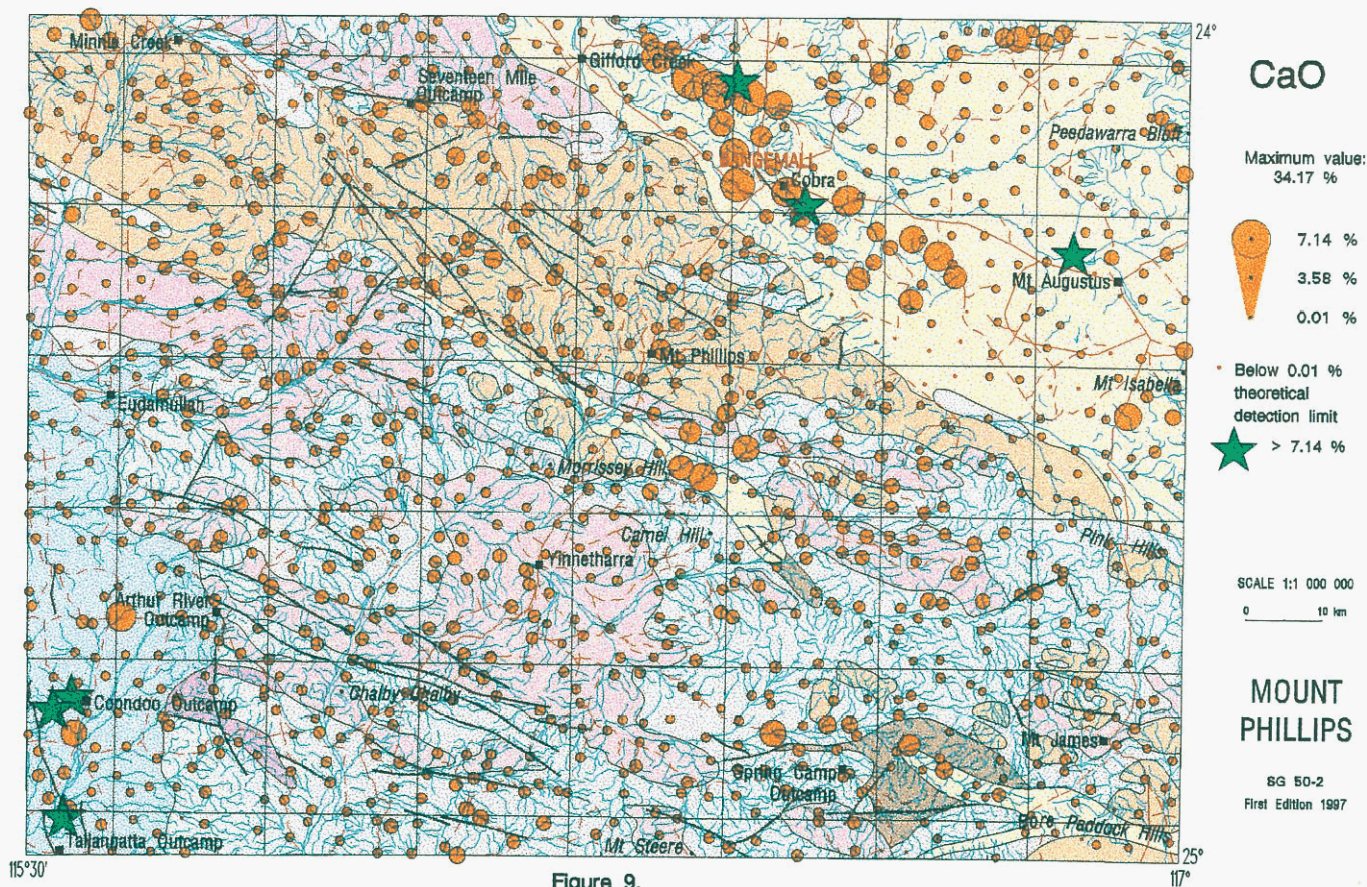 24°
Minnie Creek
Gifford Creek
Seventeen Mile
Outcamp
Peedawarra Bluff
BANGEMALL
Cobra
Mt Augustus
Mt Phillips
Mt Isabella
Eudamullah
Morrissey Hill
Camel Hill
Pink Hills
Yinnetharra
Arthur River
Outcamp
Chalby Chalby
Coondoo Outcamp
Mt James
Spring Camp
Outcamp
Pore Paddock Hills
Tallanbatta Outcamp
Mt Steere
115°30'
25°
117°
CaO
Maximum value:
34.17 %
7.14 %
3.58 %
0.01 %
Below 0.01 %
theoretical
detection limit
> 7.14 %
SCALE 1:1 000 000
0 10 km
MOUNT
PHILLIPS
SG 50-2
First Edition 1997
Figure 9.